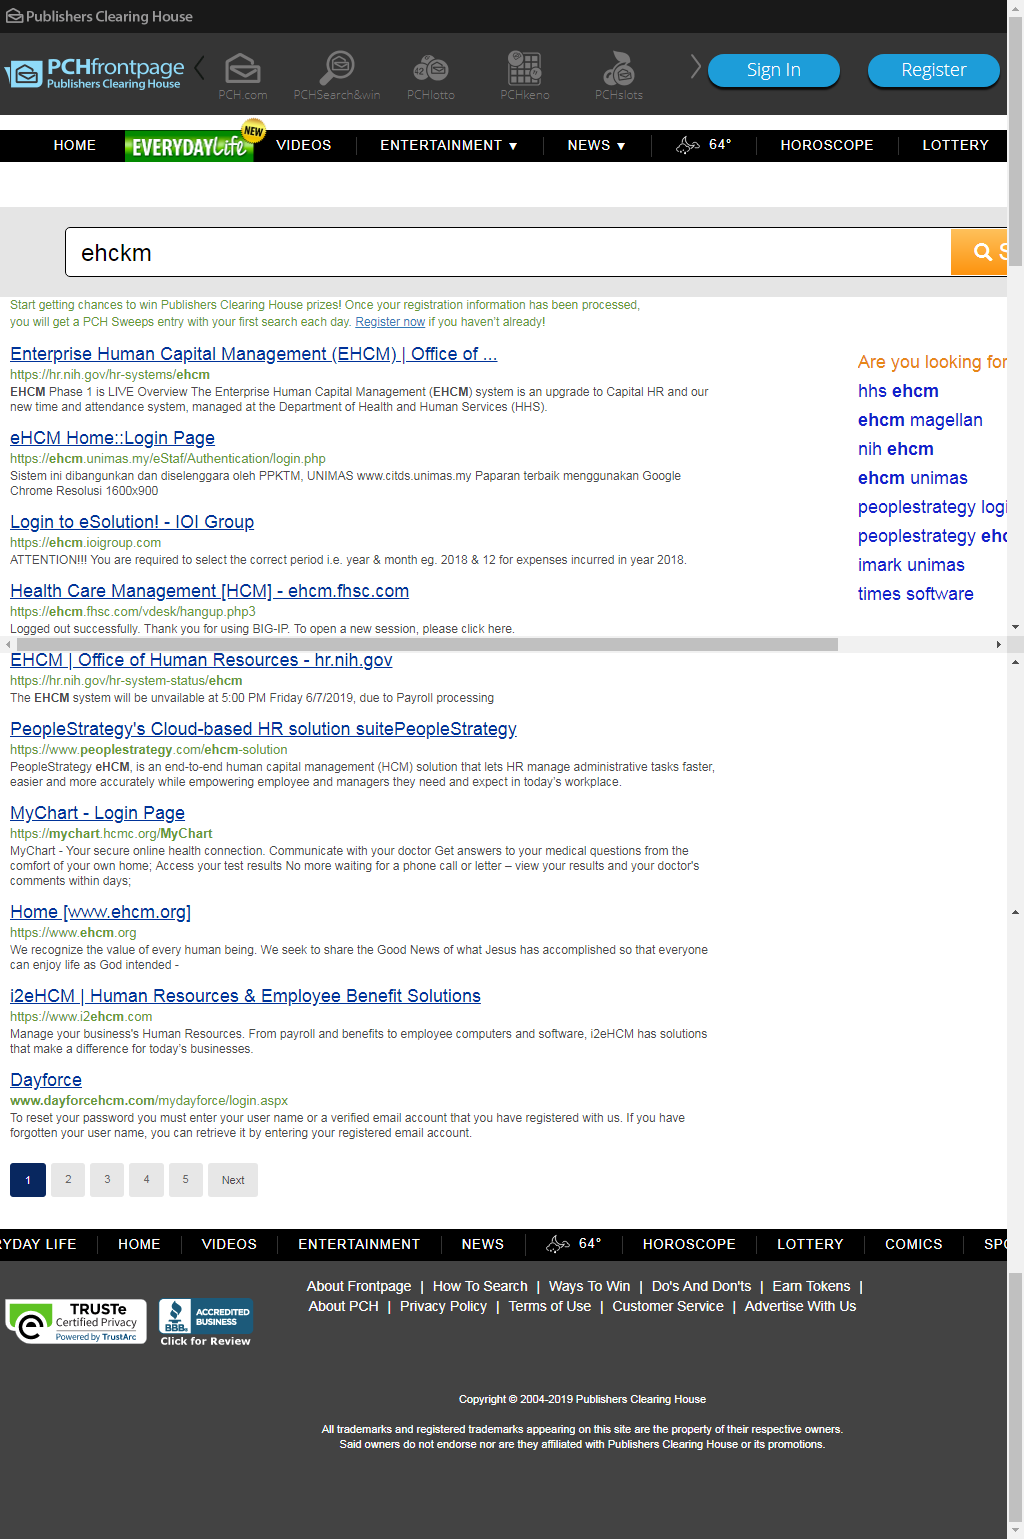 Publishers Clearing House
PCHfrontpage
Publishers Clearing House
PCH.com
PCHSearch&win
PCHlotto
PCHkeno
PCHslots
Sign In
Register
HOME
EVERYDAY Life
NEW
VIDEOS
ENTERTAINMENT ▼
NEWS ▼
64°
HOROSCOPE
LOTTERY
ehckm
S
Start getting chances to win Publishers Clearing House prizes! Once your registration information has been processed,
you will get a PCH Sweeps entry with your first search each day. Register now if you haven't already!
Enterprise Human Capital Management (EHCM) | Office of ...
https://hr.nih.gov/hr-systems/ehcm
EHCM Phase 1 is LIVE Overview The Enterprise Human Capital Management (EHCM) system is an upgrade to Capital HR and our
new time and attendance system, managed at the Department of Health and Human Services (HHS).
eHCM Home::Login Page
https://ehcm.unimas.my/eStaf/Authentication/login.php
Sistem ini dibangunkan dan diselenggara oleh PPKTM, UNIMAS www.citds.unimas.my Paparan terbaik menggunakan Google
Chrome Resolusi 1600x900
Login to eSolution! - IOI Group
https://ehcm.ioigroup.com
ATTENTION!!! You are required to select the correct period i.e. year & month eg. 2018 & 12 for expenses incurred in year 2018.
Health Care Management [HCM] - ehcm.fhsc.com
https://ehcm.fhsc.com/vdesk/hangup.php3
Logged out successfully. Thank you for using BIG-IP. To open a new session, please click here.
Are you looking for
hhs ehcm
ehcm magellan
nih ehcm
ehcm unimas
peoplestrategy logi
peoplestrategy ehc
imark unimas
times software
EHCM | Office of Human Resources - hr.nih.gov
https://hr.nih.gov/hr-system-status/ehcm
The EHCM system will be unvailable at 5:00 PM Friday 6/7/2019, due to Payroll processing
PeopleStrategy's Cloud-based HR solution suitePeopleStrategy
https://www.peoplestrategy.com/ehcm-solution
PeopleStrategy eHCM, is an end-to-end human capital management (HCM) solution that lets HR manage administrative tasks faster,
easier and more accurately while empowering employee and managers they need and expect in today's workplace.
MyChart - Login Page
https://mychart.hcmc.org/MyChart
MyChart - Your secure online health connection. Communicate with your doctor Get answers to your medical questions from the
comfort of your own home; Access your test results No more waiting for a phone call or letter – view your results and your doctor's
comments within days;
Home [www.ehcm.org]
https://www.ehcm.org
We recognize the value of every human being. We seek to share the Good News of what Jesus has accomplished so that everyone
can enjoy life as God intended -
i2eHCM | Human Resources & Employee Benefit Solutions
https://www.i2ehcm.com
Manage your business's Human Resources. From payroll and benefits to employee computers and software, i2eHCM has solutions
that make a difference for today's businesses.
Dayforce
www.dayforcehcm.com/mydayforce/login.aspx
To reset your password you must enter your user name or a verified email account that you have registered with us. If you have
forgotten your user name, you can retrieve it by entering your registered email account.
1 2 3 4 5 Next
RYDAY LIFE
HOME
VIDEOS
ENTERTAINMENT
NEWS
64°
HOROSCOPE
LOTTERY
COMICS
SPO
About Frontpage | How To Search | Ways To Win | Do's And Don'ts | Earn Tokens |
About PCH | Privacy Policy | Terms of Use | Customer Service | Advertise With Us
TRUSTe
Certified Privacy
Powered by TrustArc
BBB.
ACCREDITED
BUSINESS
Click for Review
Copyright © 2004-2019 Publishers Clearing House
All trademarks and registered trademarks appearing on this site are the property of their respective owners.
Said owners do not endorse nor are they affiliated with Publishers Clearing House or its promotions.